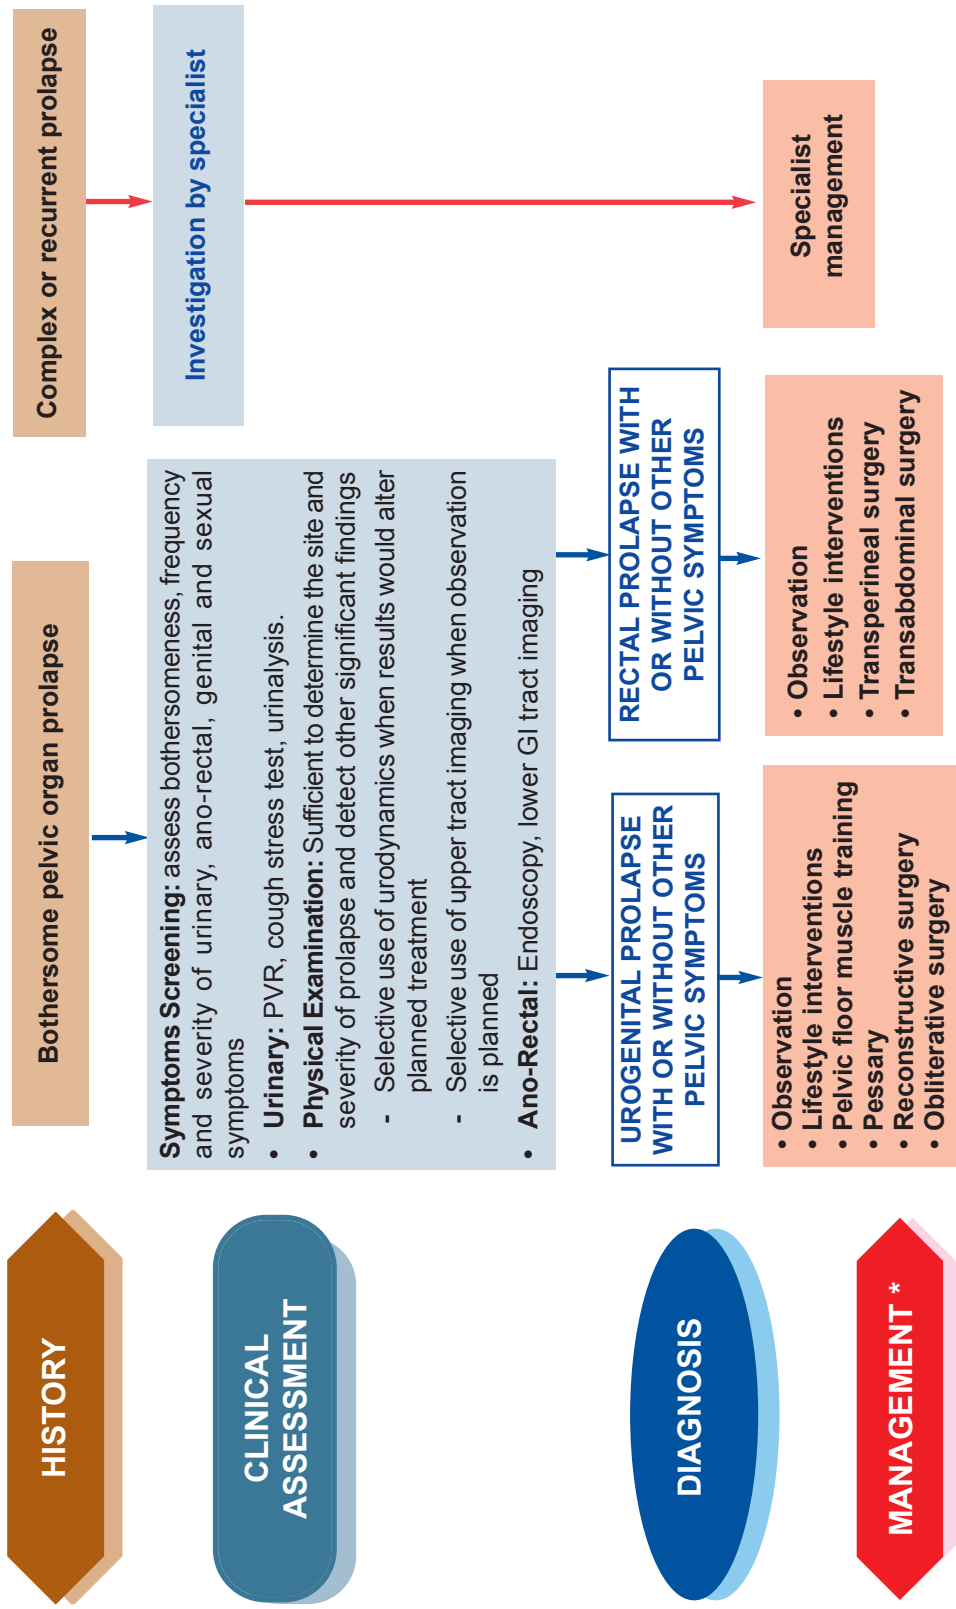 HISTORY
Bothersome pelvic organ prolapse
Complex or recurrent prolapse
CLINICAL
ASSESSMENT
Symptoms Screening: assess bothersomeness, frequency
and severity of urinary, ano-rectal, genital and sexual
symptoms
• Urinary: PVR, cough stress test, urinalysis.
• Physical Examination: Sufficient to determine the site and
severity of prolapse and detect other significant findings
- Selective use of urodynamics when results would alter
planned treatment
- Selective use of upper tract imaging when observation
is planned
• Ano-Rectal: Endoscopy, lower GI tract imaging
Investigation by specialist
DIAGNOSIS
UROGENITAL PROLAPSE
WITH OR WITHOUT OTHER
PELVIC SYMPTOMS
RECTAL PROLAPSE WITH
OR WITHOUT OTHER
PELVIC SYMPTOMS
MANAGEMENT *
• Observation
• Lifestyle interventions
• Pelvic floor muscle training
• Pessary
• Reconstructive surgery
• Obliterative surgery
• Observation
• Lifestyle interventions
• Transperineal surgery
• Transabdominal surgery
Specialist
management